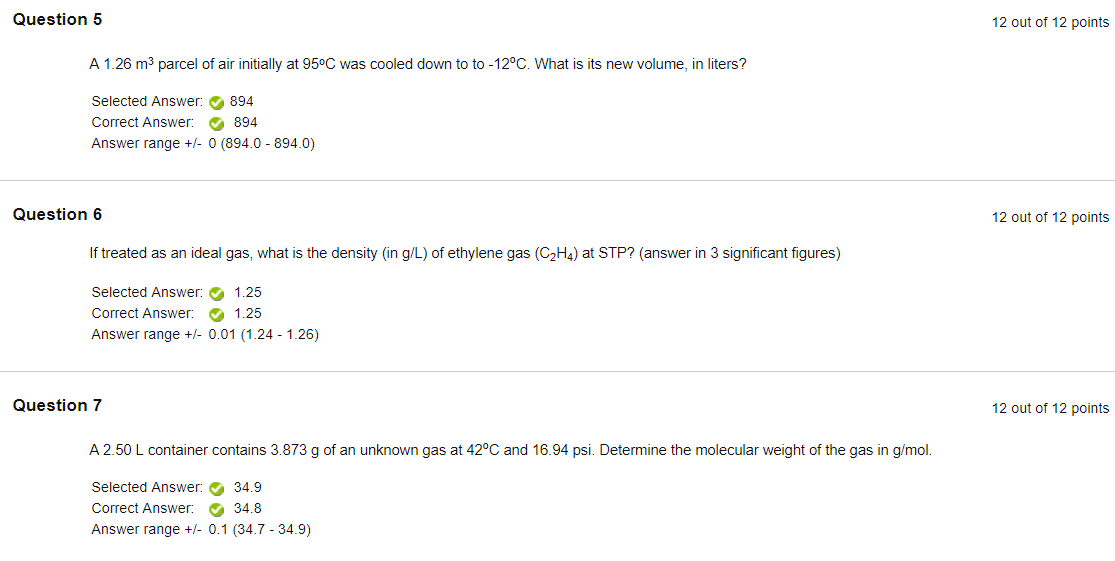 Question 5
12 out of 12 points
A 1.26 m³ parcel of air initially at 95ºC was cooled down to to -12ºC. What is its new volume, in liters?
Selected Answer: 894
Correct Answer: 894
Answer range +/- 0 (894.0 - 894.0)
Question 6
12 out of 12 points
If treated as an ideal gas, what is the density (in g/L) of ethylene gas (C₂H₄) at STP? (answer in 3 significant figures)
Selected Answer: 1.25
Correct Answer: 1.25
Answer range +/- 0.01 (1.24 - 1.26)
Question 7
12 out of 12 points
A 2.50 L container contains 3.873 g of an unknown gas at 42ºC and 16.94 psi. Determine the molecular weight of the gas in g/mol.
Selected Answer: 34.9
Correct Answer: 34.8
Answer range +/- 0.1 (34.7 - 34.9)